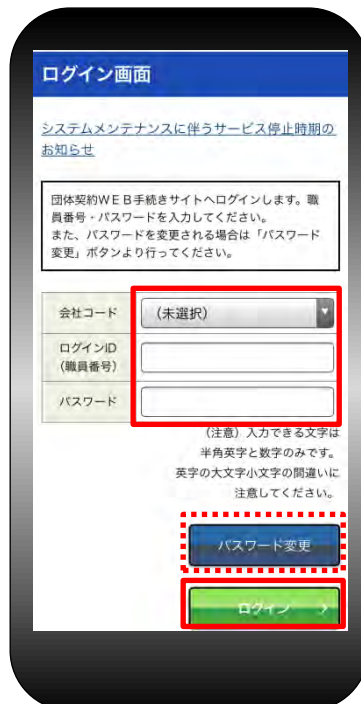 ログイン画面
システムメンテナンスに伴うサービス停止時期の
お知らせ
団体契約ＷＥＢ手続きサイトへログインします。職
員番号・パスワードを入力してください。
また、パスワードを変更される場合は「パスワード
変更」ボタンより行ってください。
会社コード
(未選択)
ログインID
(職員番号)
パスワード
(注意) 入力できる文字は
半角英字と数字のみです。
英字の大文字小文字の間違いに
注意してください。
パスワード変更
ログイン